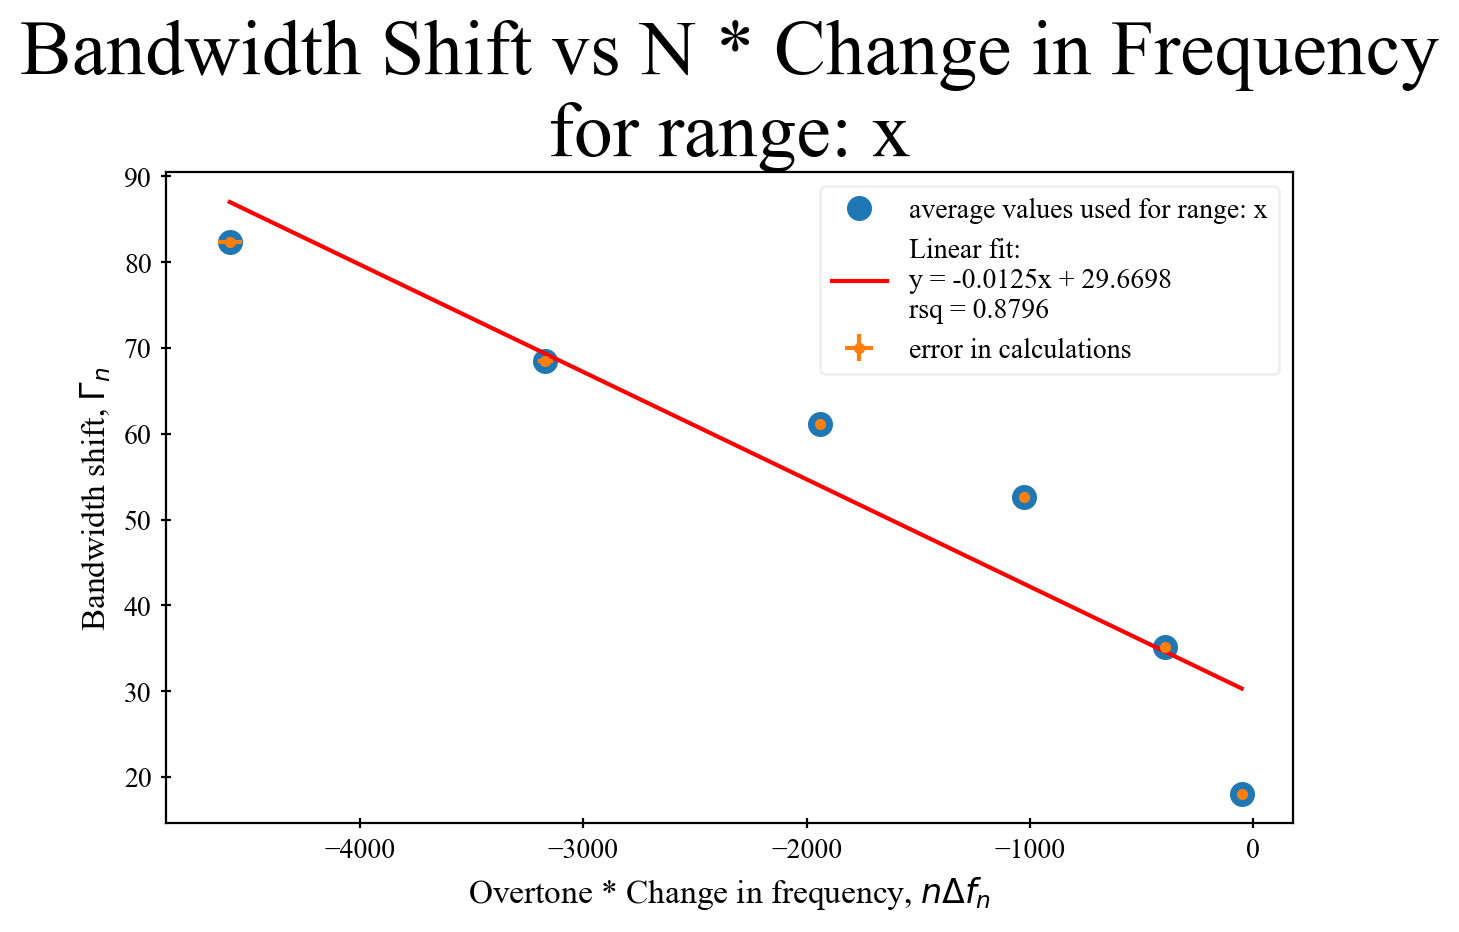 Bandwidth Shift vs N * Change in Frequency
for range: x
90
80
70
60
50
40
30
20
Bandwidth shift, Γn
average values used for range: x
Linear fit:
y = -0.0125x + 29.6698
rsq = 0.8796
error in calculations
−4000
−3000
−2000
−1000
0
Overtone * Change in frequency, nΔfn